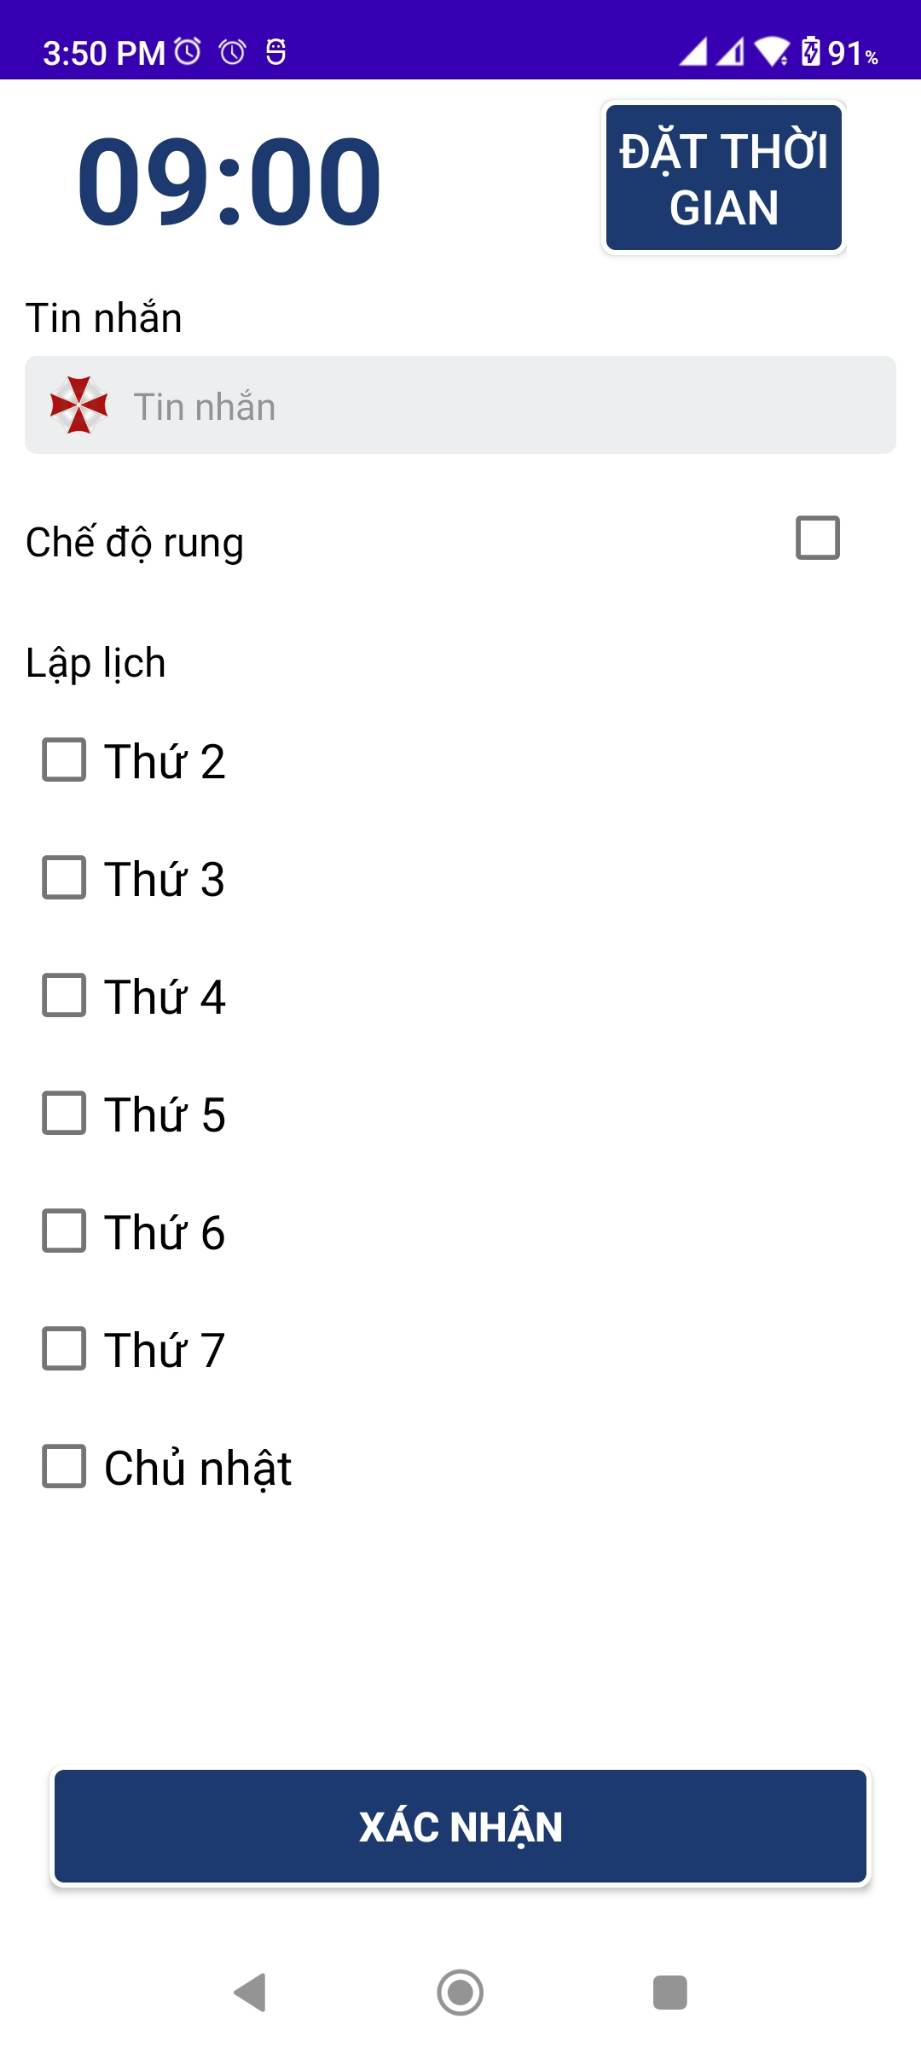 3:50 PM
91%
09:00
ĐẶT THỜI
GIAN
Tin nhắn
Tin nhắn
Chế độ rung
Lập lịch
Thứ 2
Thứ 3
Thứ 4
Thứ 5
Thứ 6
Thứ 7
Chủ nhật
XÁC NHẬN